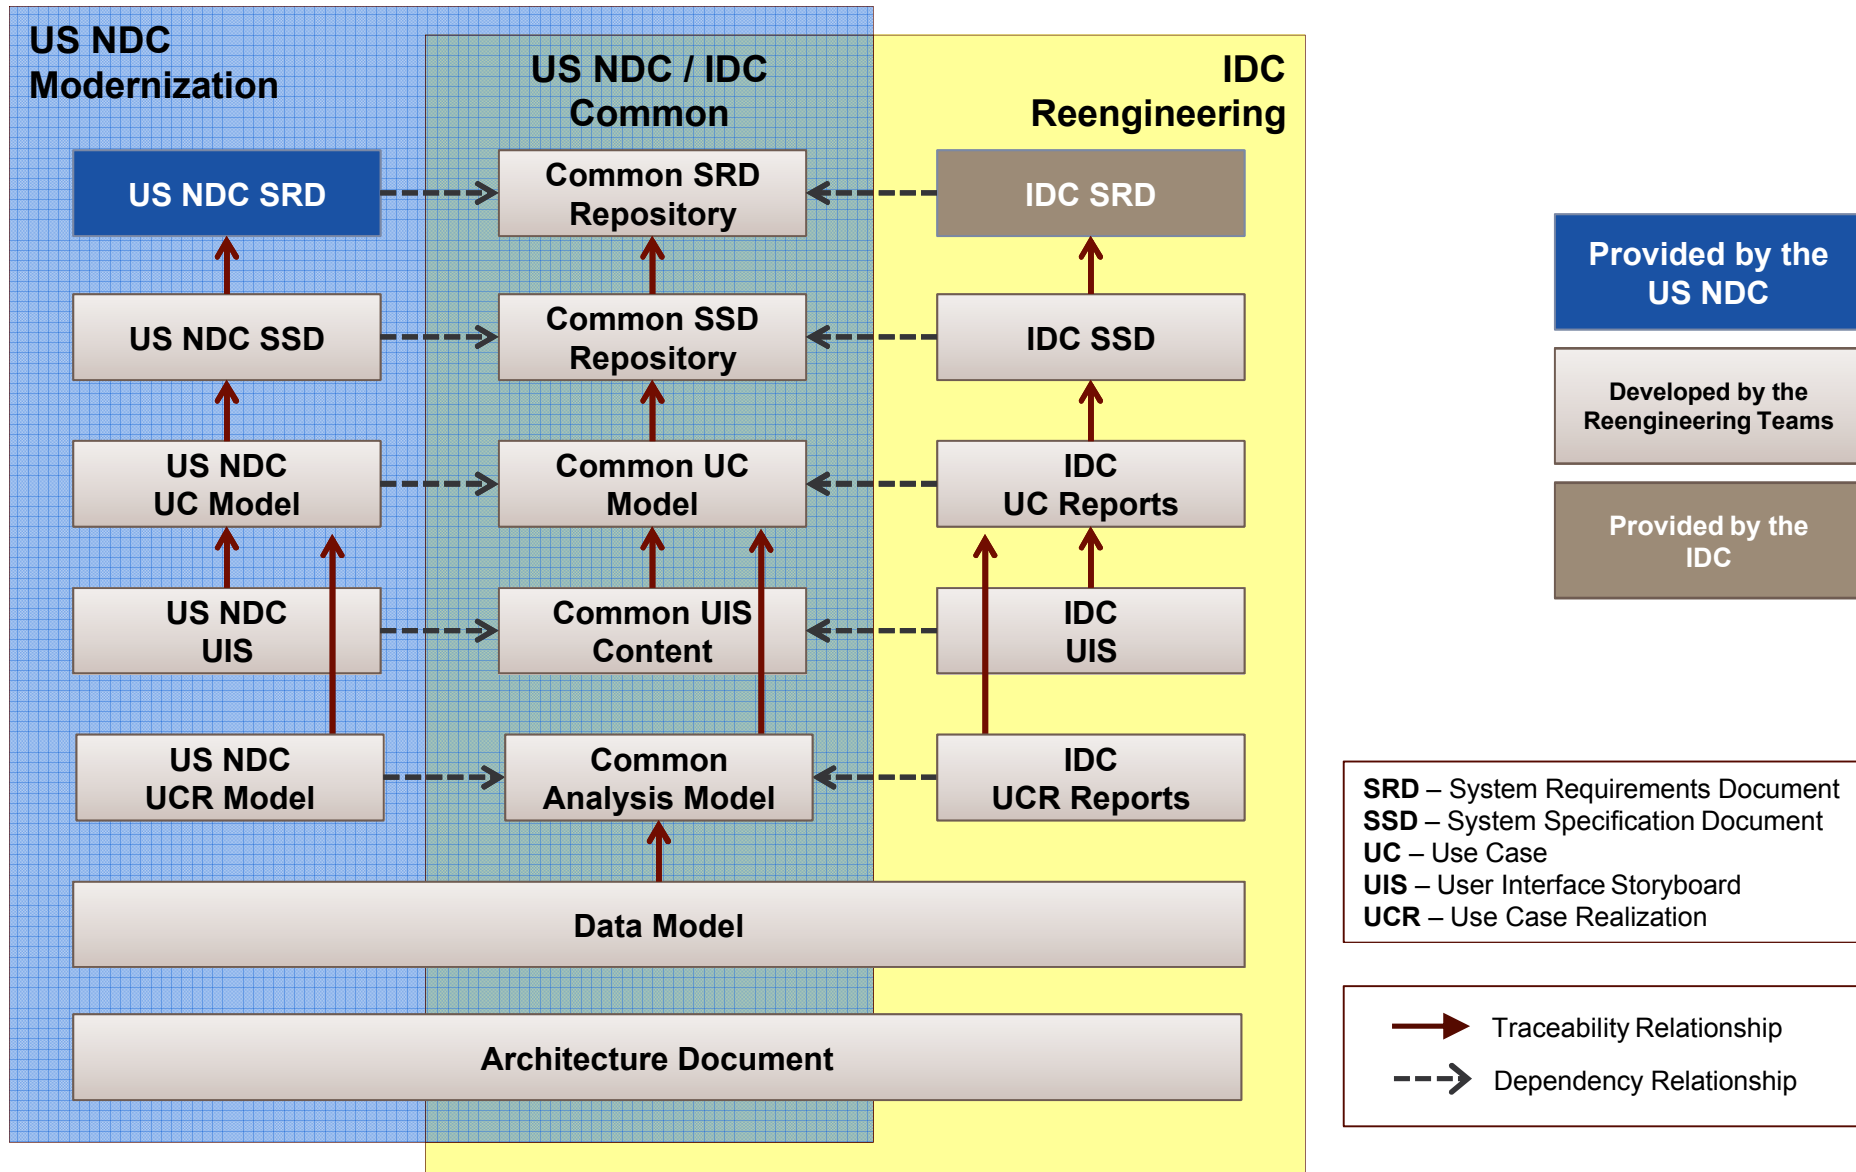 US NDC
Modernization
US NDC / IDC
Common
IDC
Reengineering
US NDC SRD
Common SRD
Repository
IDC SRD
US NDC SSD
Common SSD
Repository
IDC SSD
US NDC
UC Model
Common UC
Model
IDC
UC Reports
US NDC
UIS
Common UIS
Content
IDC
UIS
US NDC
UCR Model
Common
Analysis Model
IDC
UCR Reports
Data Model
Architecture Document
Provided by the
US NDC
Developed by the
Reengineering Teams
Provided by the
IDC
SRD – System Requirements Document
SSD – System Specification Document
UC – Use Case
UIS – User Interface Storyboard
UCR – Use Case Realization
Traceability Relationship
Dependency Relationship